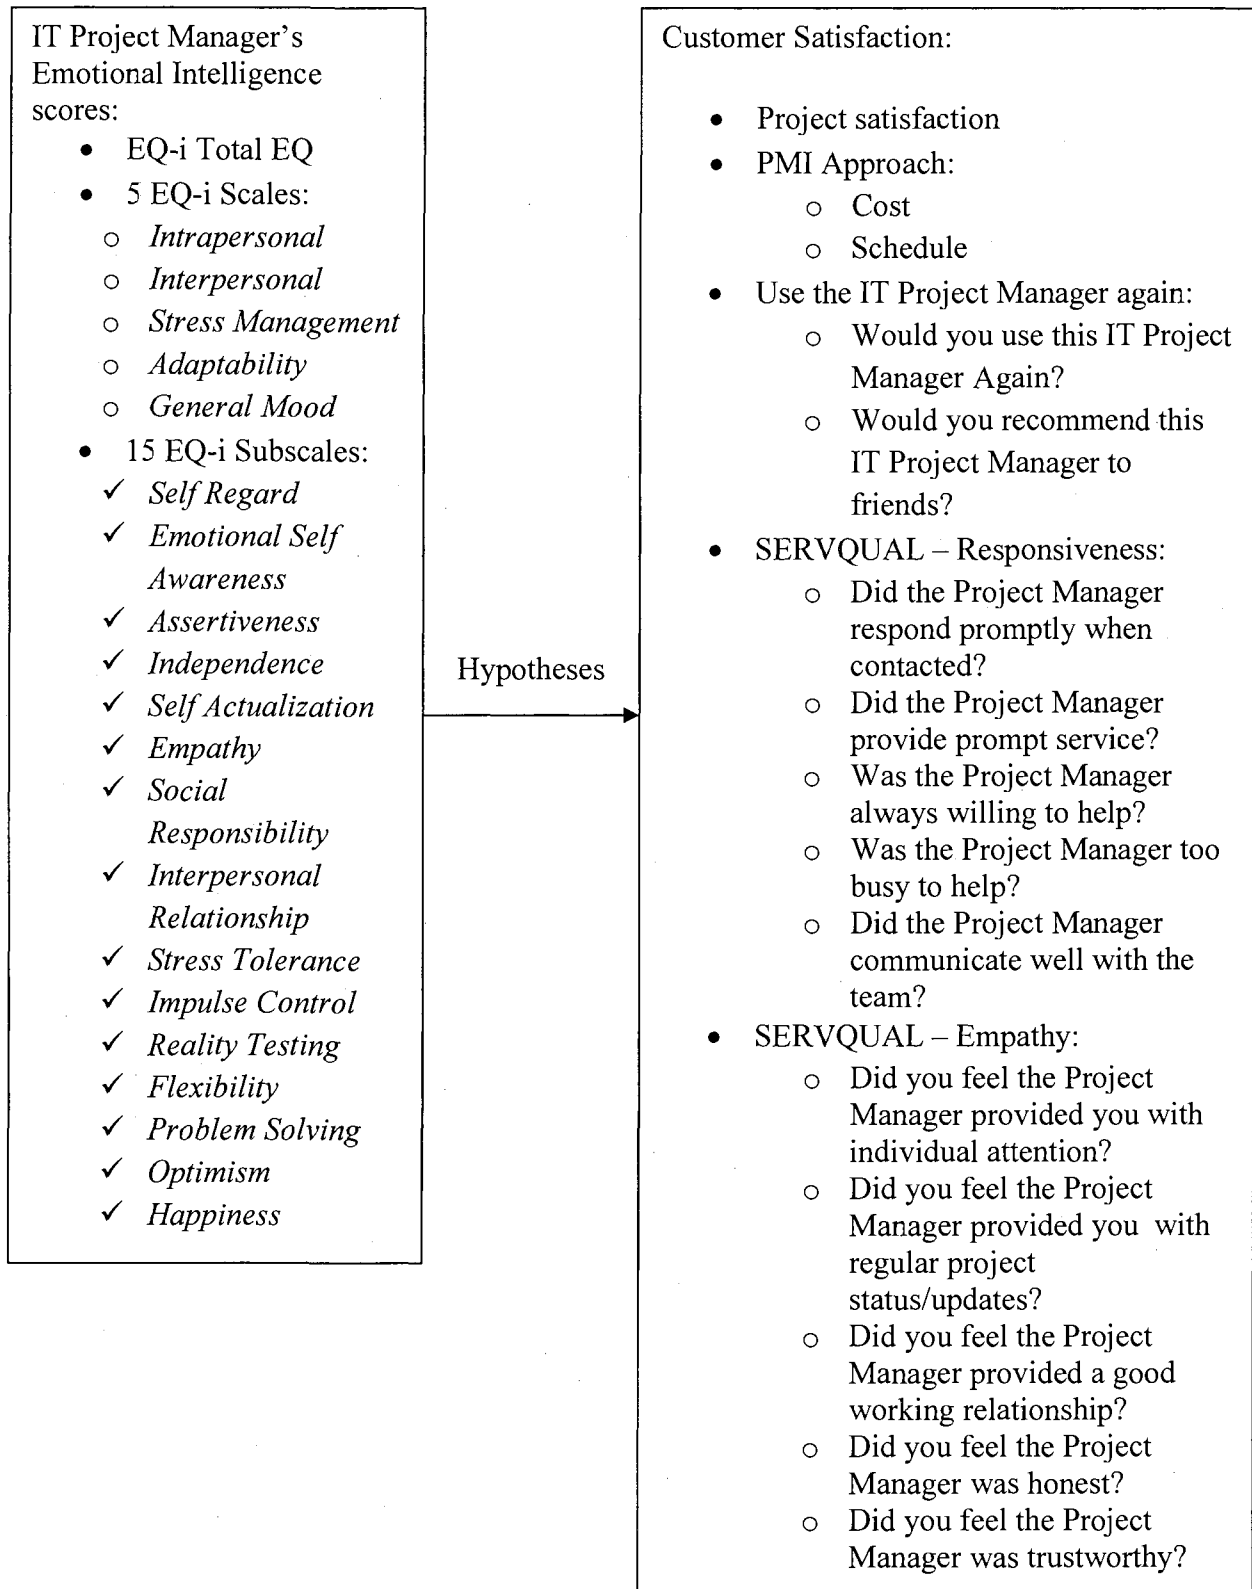 IT Project Manager’s
Emotional Intelligence
scores:
• EQ-i Total EQ
• 5 EQ-i Scales:
o Intrapersonal
o Interpersonal
o Stress Management
o Adaptability
o General Mood
• 15 EQ-i Subscales:
✓ Self Regard
✓ Emotional Self
Awareness
✓ Assertiveness
✓ Independence
✓ Self Actualization
✓ Empathy
✓ Social
Responsibility
✓ Interpersonal
Relationship
✓ Stress Tolerance
✓ Impulse Control
✓ Reality Testing
✓ Flexibility
✓ Problem Solving
✓ Optimism
✓ Happiness
Hypotheses
Customer Satisfaction:
• Project satisfaction
• PMI Approach:
o Cost
o Schedule
• Use the IT Project Manager again:
o Would you use this IT Project
Manager Again?
o Would you recommend this
IT Project Manager to
friends?
• SERVQUAL – Responsiveness:
o Did the Project Manager
respond promptly when
contacted?
o Did the Project Manager
provide prompt service?
o Was the Project Manager
always willing to help?
o Was the Project Manager too
busy to help?
o Did the Project Manager
communicate well with the
team?
• SERVQUAL – Empathy:
o Did you feel the Project
Manager provided you with
individual attention?
o Did you feel the Project
Manager provided you with
regular project
status/updates?
o Did you feel the Project
Manager provided a good
working relationship?
o Did you feel the Project
Manager was honest?
o Did you feel the Project
Manager was trustworthy?